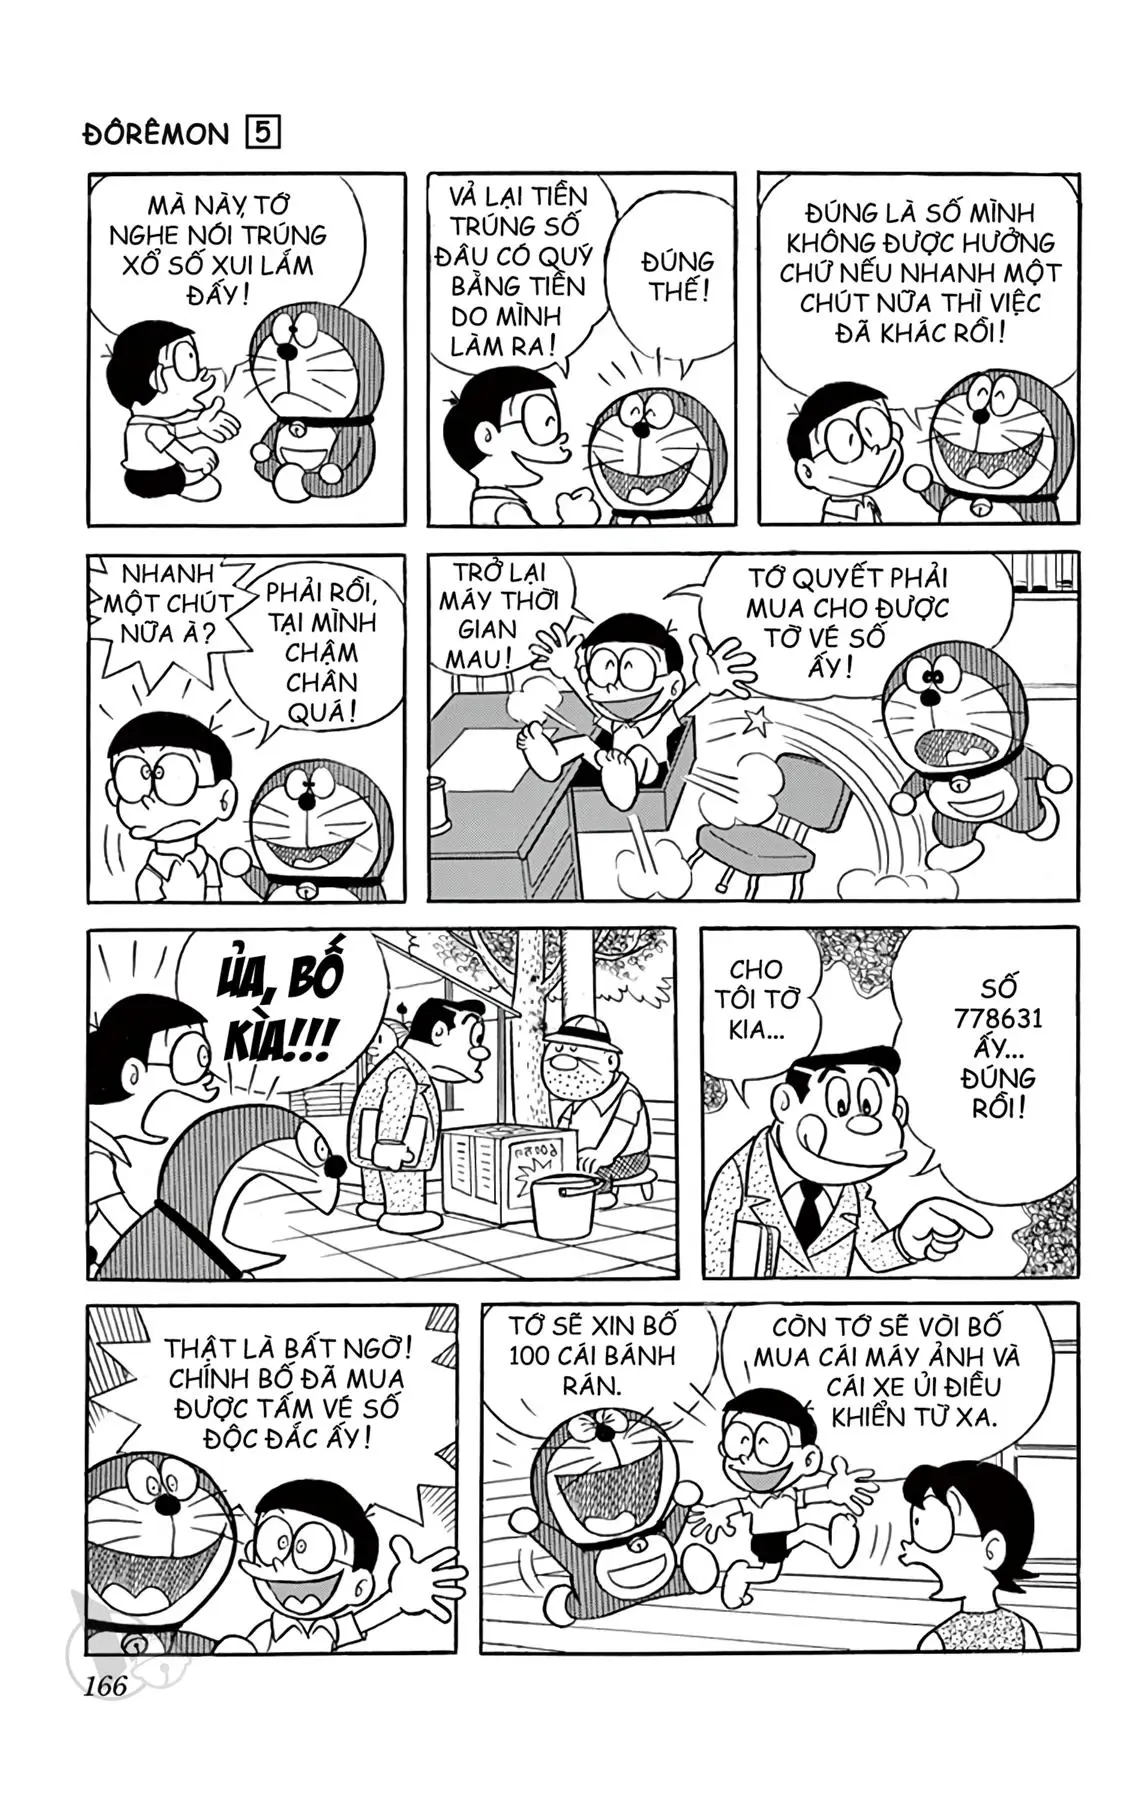 ĐÔRÊMON 5
MÀ NÀY, TỚ
NGHE NÓI TRÚNG
XỔ SỐ XUI LẮM
ĐẤY!
VẢ LẠI TIỀN
TRÚNG SỐ
ĐÂU CÓ QUÝ
BẰNG TIỀN
DO MÌNH
LÀM RA!
ĐÚNG
THẾ!
ĐÚNG LÀ SỐ MÌNH
KHÔNG ĐƯỢC HƯỞNG
CHỨ NẾU NHANH MỘT
CHÚT NỮA THÌ VIỆC
ĐÃ KHÁC RỒI!
NHANH
MỘT CHÚT
NỮA À?
PHẢI RỒI,
TẠI MÌNH
CHẬM
CHÂN
QUÁ!
TRỞ LẠI
MÁY THỜI
GIAN
MAU!
TỚ QUYẾT PHẢI
MUA CHO ĐƯỢC
TỜ VÉ SỐ
ẤY!
ỦA, BỐ
KÌA!!!
CHO
TÔI TỜ
KIA...
SỐ
778631
ẤY...
ĐÚNG
RỒI!
THẬT LÀ BẤT NGỜ!
CHÍNH BỐ ĐÃ MUA
ĐƯỢC TẤM VÉ SỐ
ĐỘC ĐẮC ẤY!
TỚ SẼ XIN BỐ
100 CÁI BÁNH
RÁN.
CÒN TỚ SẼ VÒI BỐ
MUA CÁI MÁY ẢNH VÀ
CÁI XE ỦI ĐIỀU
KHIỂN TỪ XA.
166